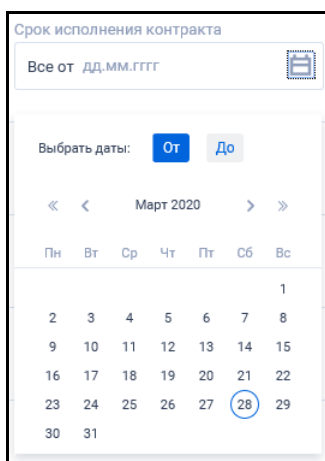 Срок исполнения контракта
Все от дд.мм.гггг
Выбрать даты: От До
« < Март 2020 > »
Пн Вт Ср Чт Пт Сб Вс
1
2 3 4 5 6 7 8
9 10 11 12 13 14 15
16 17 18 19 20 21 22
23 24 25 26 27 28 29
30 31